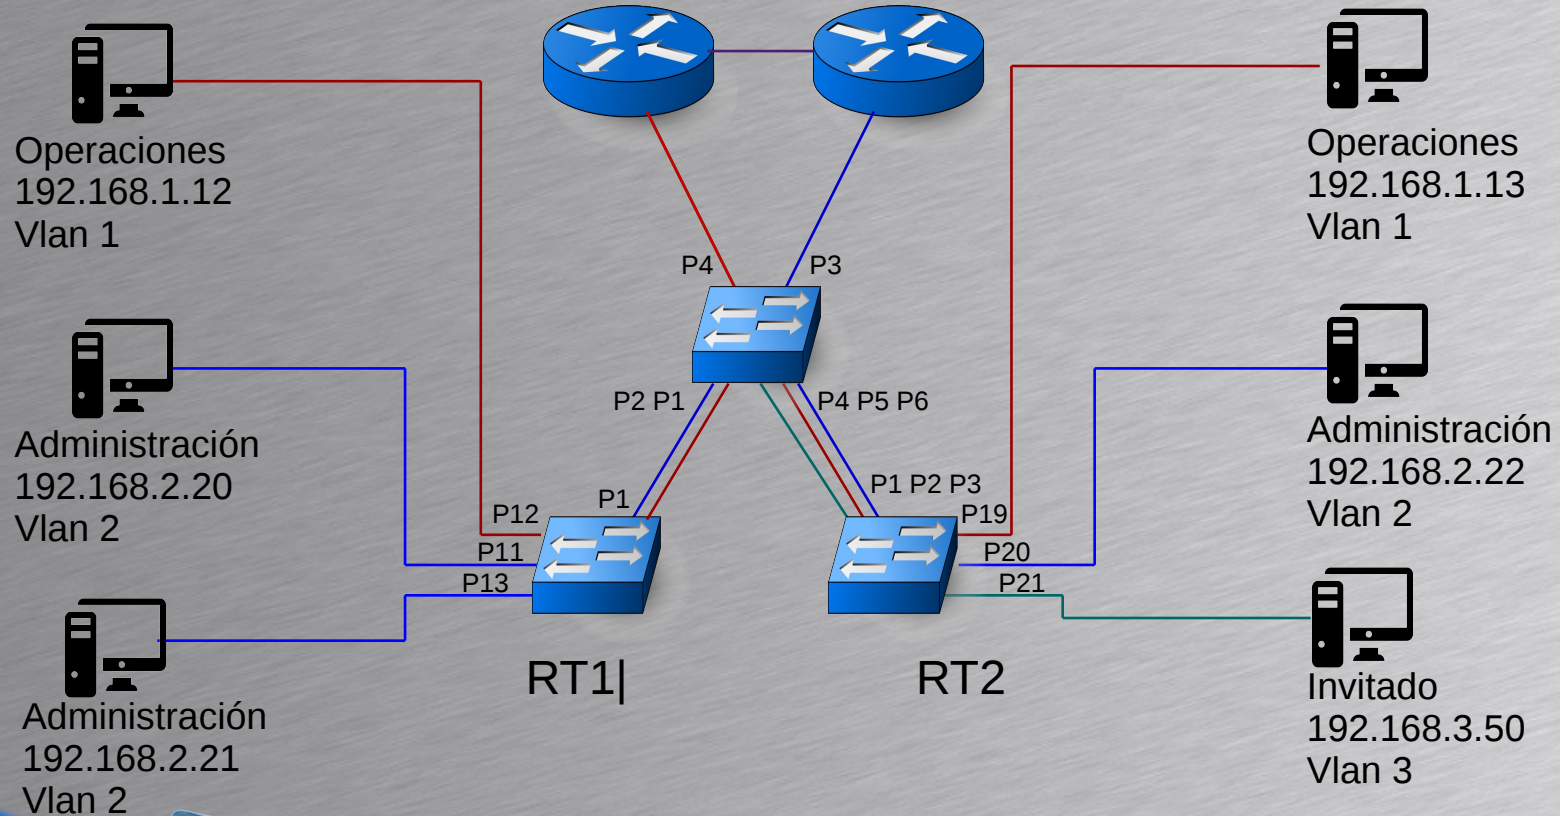 Operaciones
192.168.1.12
Vlan 1
Operaciones
192.168.1.13
Vlan 1
P4
P3
P2 P1
P4 P5 P6
Administración
192.168.2.20
Vlan 2
Administración
192.168.2.22
Vlan 2
P1
P1 P2 P3
P12
P11
P13
P19
P20
P21
RT1|
RT2
Administración
192.168.2.21
Vlan 2
Invitado
192.168.3.50
Vlan 3